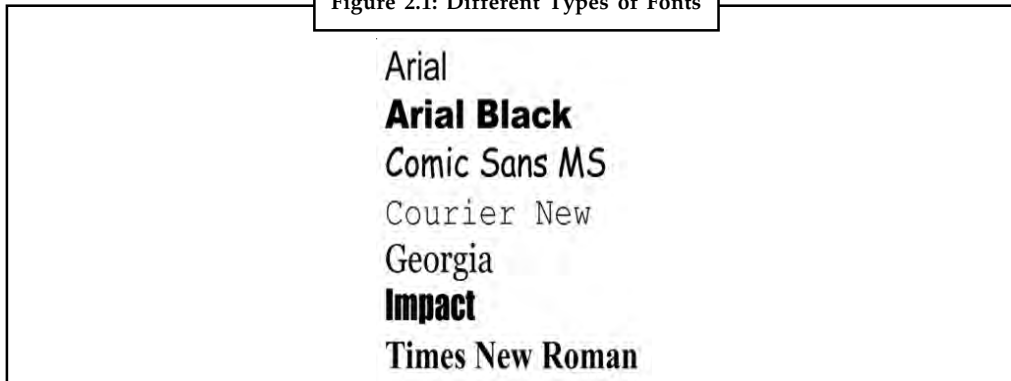 Figure 2.1: Different Types of Fonts
Arial
Arial Black
Comic Sans MS
Courier New
Georgia
Impact
Times New Roman